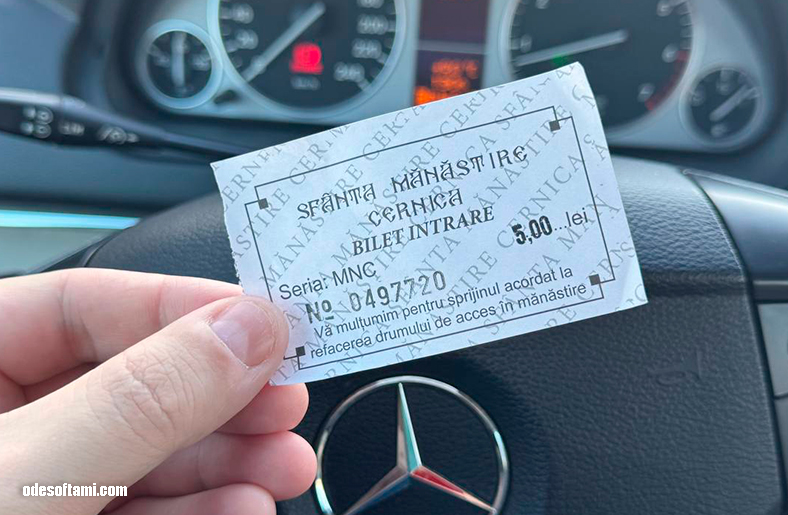 SFÂNTA MĂNĂSTIRE
CERNICA
BILET INTRARE
5,00...lei
Seria: MNC
№ 0497720
Vă mulțumim pentru sprijinul acordat la
refacerea drumului de acces în mănăstire
odesoftami.com